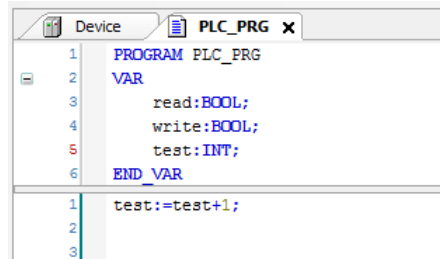 Device PLC_PRG X
1 PROGRAM PLC_PRG
2 VAR
3 read:BOOL;
4 write:BOOL;
5 test:INT;
6 END_VAR
1 test:=test+1;
2
3